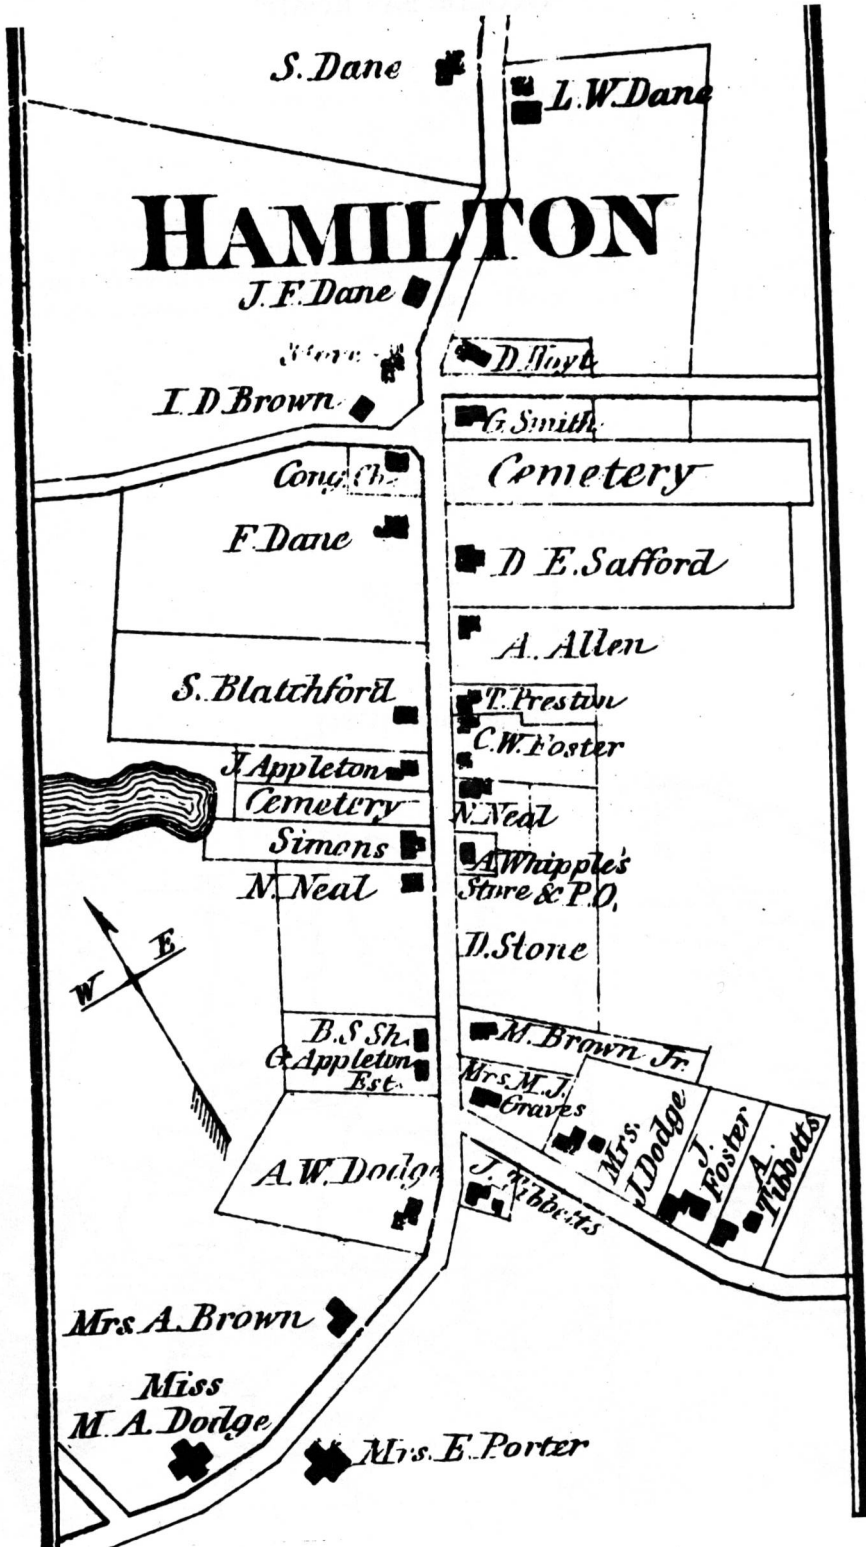 S. Dane
L. W. Dane
HAMILTON
J. F. Dane
Store
D. Hoyt
I. D. Brown
G. Smith
Cong. Ch.
Cemetery
F. Dane
D. E. Safford
A. Allen
S. Blatchford
T. Preston
C. W. Foster
J. Appleton
Cemetery
N. Neal
Simons
A. Whipple's
Store & P.O.
N. Neal
D. Stone
E
W
B. S. Sh.
M. Brown Jr.
G. Appleton
Est.
Mrs. M. J.
Graves
Mrs.
J. Dodge
J.
Foster
A.
Tibbetts
A. W. Dodge
J. Tibbetts
Mrs. A. Brown
Miss
M. A. Dodge
Mrs. E. Porter